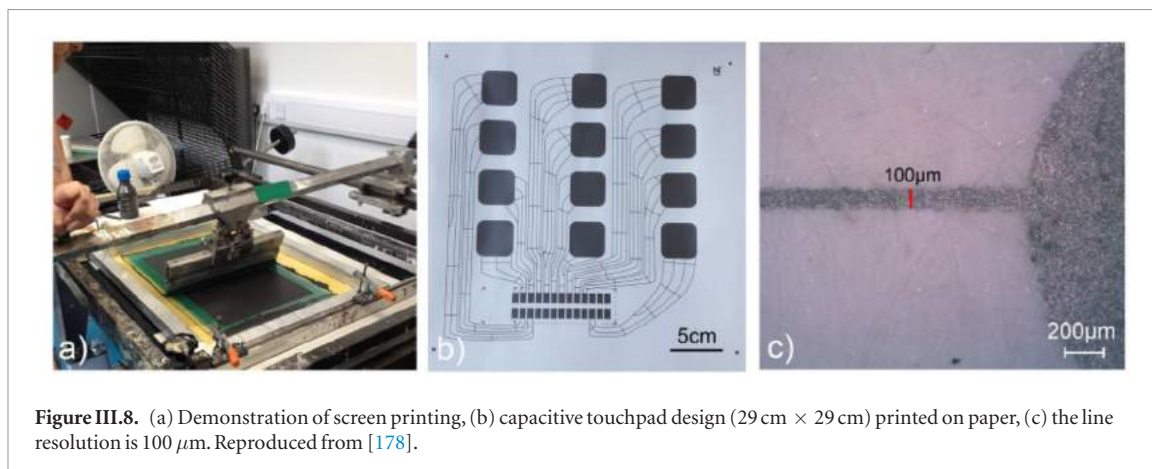 a)
b)
5cm
c)
100μm
200μm
Figure III.8. (a) Demonstration of screen printing, (b) capacitive touchpad design (29 cm × 29 cm) printed on paper, (c) the line
resolution is 100 μm. Reproduced from [178].